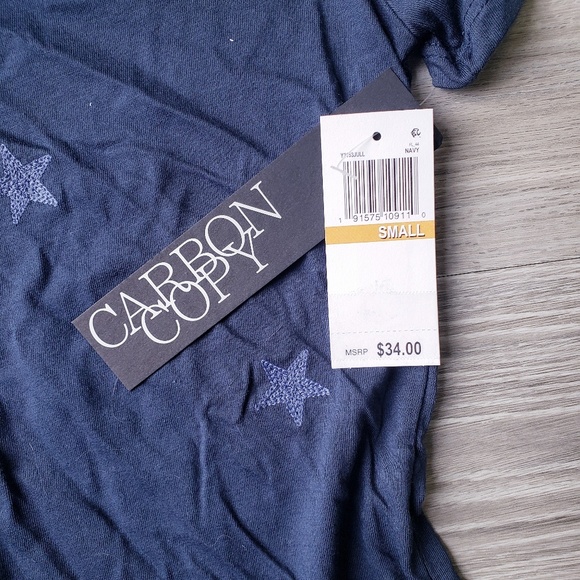 CARBON
COPY
NAVY
1 91575 10911 0
SMALL
MSRP $34.00